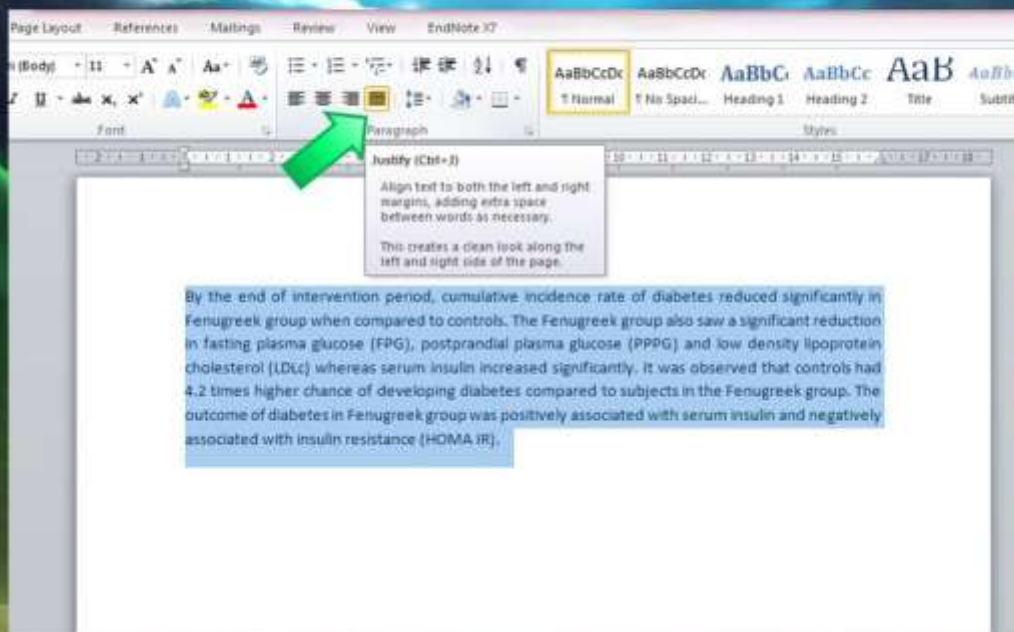 Page Layout References Mailings Review View EndNote X7
(Body) 11 A A Aa
U abc x, x A
AaBbCcDc AaBbCcDc AaBbC AaBbCc AaB
¶ Normal ¶ No Spaci... Heading 1 Heading 2 Title
Font Paragraph Styles
Justify (Ctrl+J)
Align text to both the left and right
margins, adding extra space
between words as necessary.
This creates a clean look along the
left and right side of the page.
By the end of intervention period, cumulative incidence rate of diabetes reduced significantly in
Fenugreek group when compared to controls. The Fenugreek group also saw a significant reduction
in fasting plasma glucose (FPG), postprandial plasma glucose (PPPG) and low density lipoprotein
cholesterol (LDLc) whereas serum insulin increased significantly. It was observed that controls had
4.2 times higher chance of developing diabetes compared to subjects in the Fenugreek group. The
outcome of diabetes in Fenugreek group was positively associated with serum insulin and negatively
associated with insulin resistance (HOMA IR).